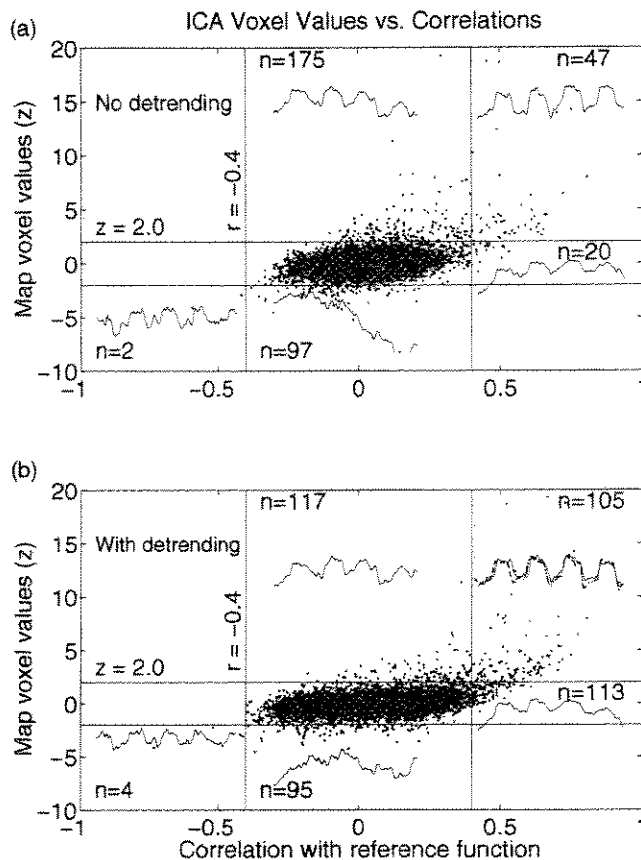 ICA Voxel Values vs. Correlations
(a)
20
15
10
5
0
−5
−10
Map voxel values (z)
n=175
n=47
No detrending
r = −0.4
z = 2.0
n=20
n=2
n=97
−1
−0.5
0
0.5
(b)
20
15
10
5
0
−5
−10
Map voxel values (z)
n=117
n=105
With detrending
r = −0.4
z = 2.0
n=113
n=4
n=95
−1
−0.5
0
0.5
Correlation with reference function